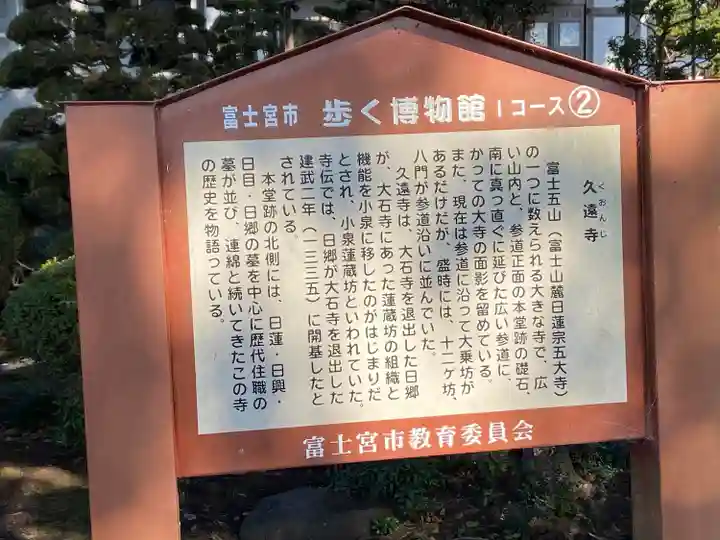 富士宮市 歩く博物館 1コース②
久遠寺
くおんじ
富士五山（富士山麓日蓮宗五大寺）
の一つに数えられる大きな寺で、広
い山内と、参道正面の本堂跡の礎石、
南に真っ直ぐに延びた広い参道に、
かつての大寺の面影を留めている。
また、現在は参道に沿って大乗坊が
あるだけだが、盛時には、十二ヶ坊、
八門が参道沿いに並んでいた。
久遠寺は、大石寺を退出した日郷
が、大石寺にあった蓮蔵坊の組織と
機能を小泉に移したのがはじまりだ
とされ、小泉蓮蔵坊といわれていた。
寺伝では、日郷が大石寺を退出した
建武二年（一三三五）に開基したと
されている。
本堂跡の北側には、日蓮・日興・
日目・日郷の墓を中心に歴代住職の
墓が並び、連綿と続いてきたこの寺
の歴史を物語っている。
富士宮市教育委員会